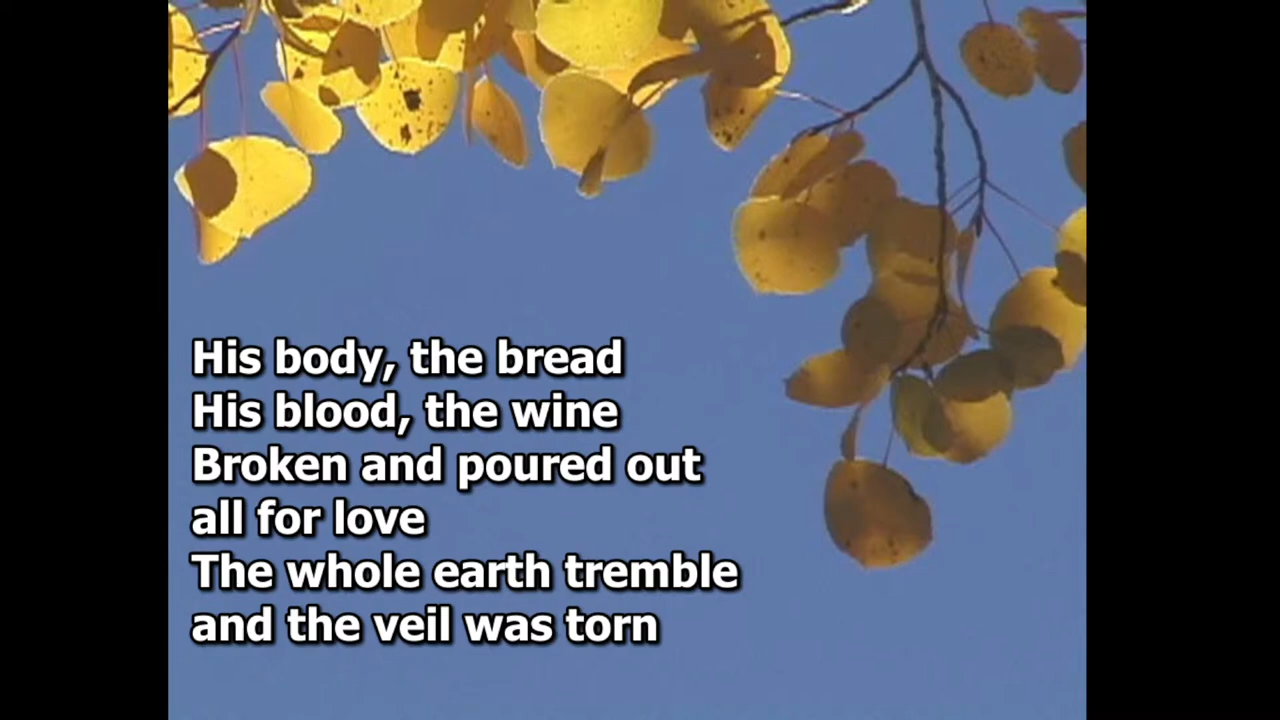 His body, the bread
His blood, the wine
Broken and poured out
all for love
The whole earth tremble
and the veil was torn